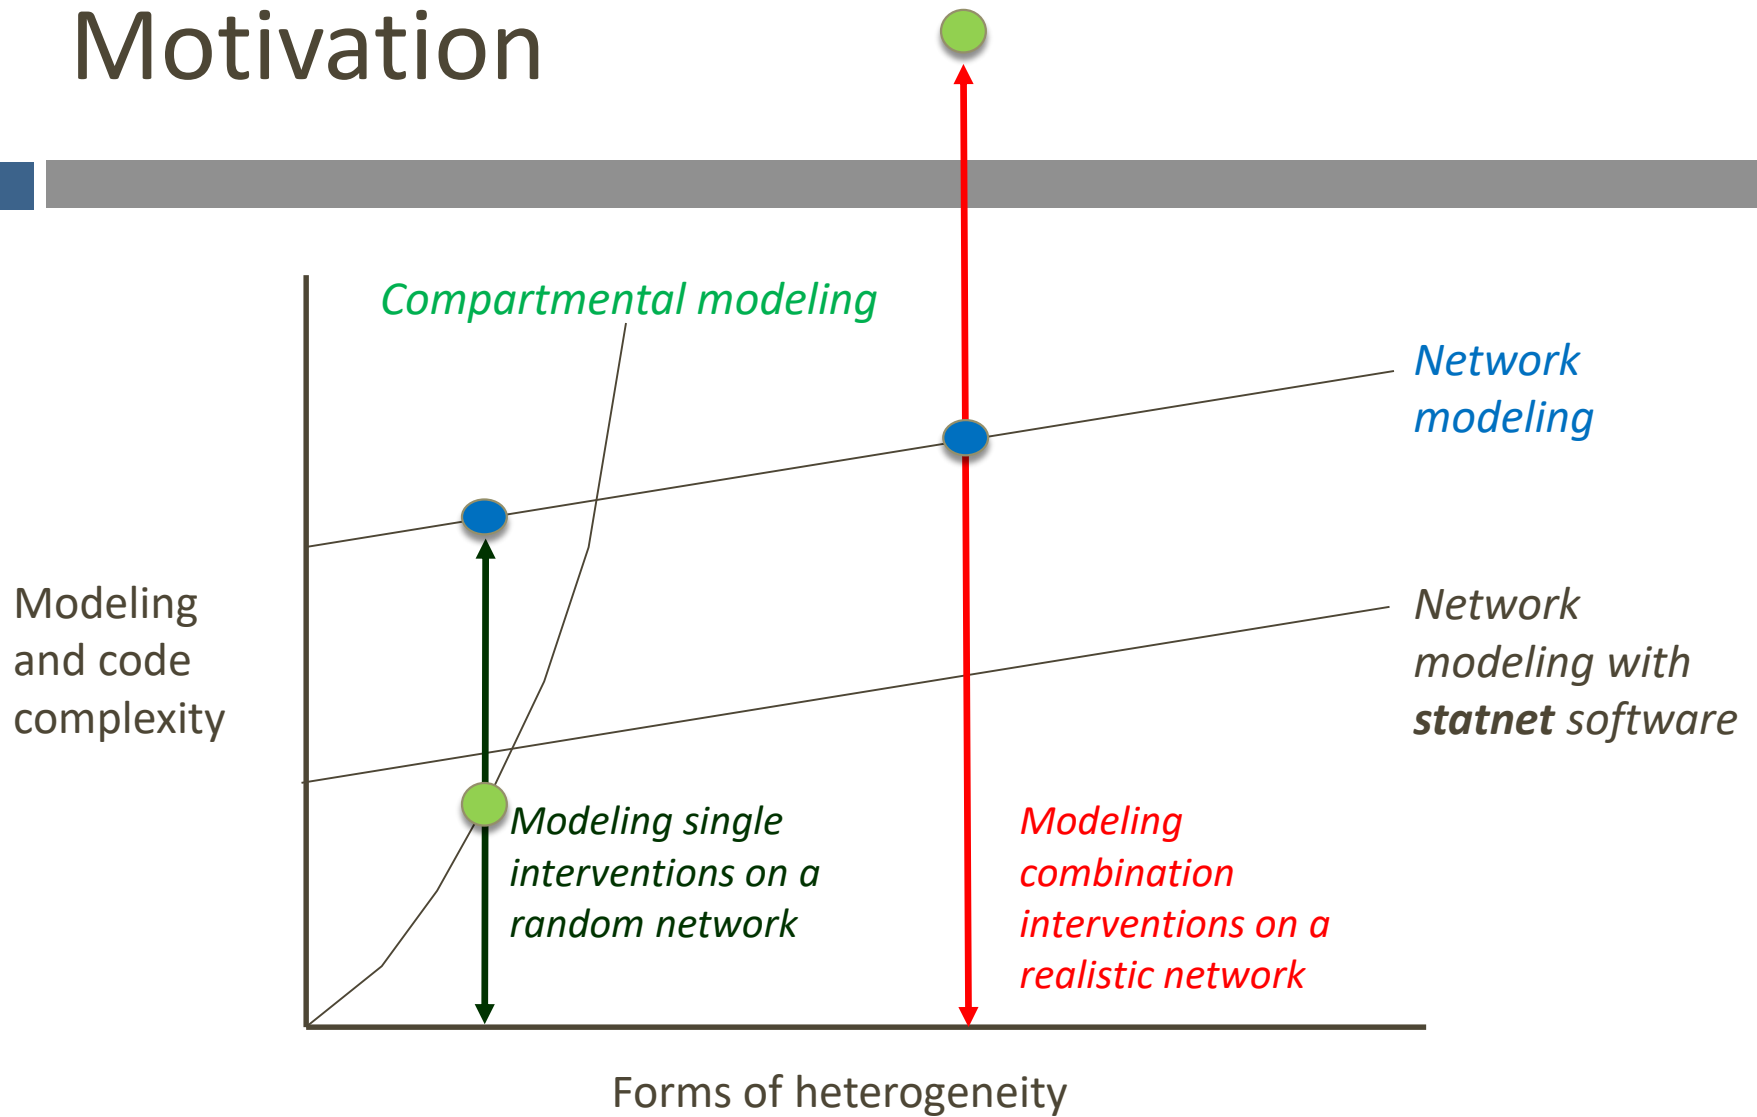 Motivation
Compartmental modeling
Network
modeling
Modeling
and code
complexity
Network
modeling with
statnet software
Modeling single
interventions on a
random network
Modeling
combination
interventions on a
realistic network
Forms of heterogeneity